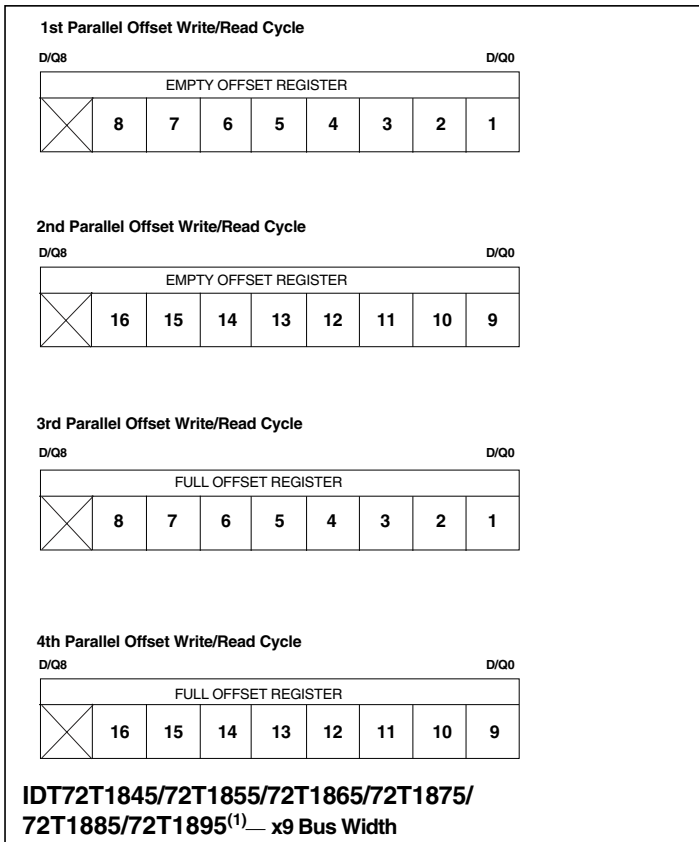 1st Parallel Offset Write/Read Cycle
D/Q8 D/Q0
EMPTY OFFSET REGISTER
8 7 6 5 4 3 2 1
2nd Parallel Offset Write/Read Cycle
D/Q8 D/Q0
EMPTY OFFSET REGISTER
16 15 14 13 12 11 10 9
3rd Parallel Offset Write/Read Cycle
D/Q8 D/Q0
FULL OFFSET REGISTER
8 7 6 5 4 3 2 1
4th Parallel Offset Write/Read Cycle
D/Q8 D/Q0
FULL OFFSET REGISTER
16 15 14 13 12 11 10 9
IDT72T1845/72T1855/72T1865/72T1875/
72T1885/72T1895(1)— x9 Bus Width